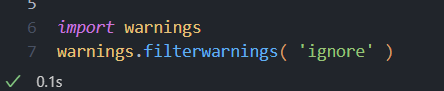 5
6 import warnings
7 warnings.filterwarnings( 'ignore' )
0.1s